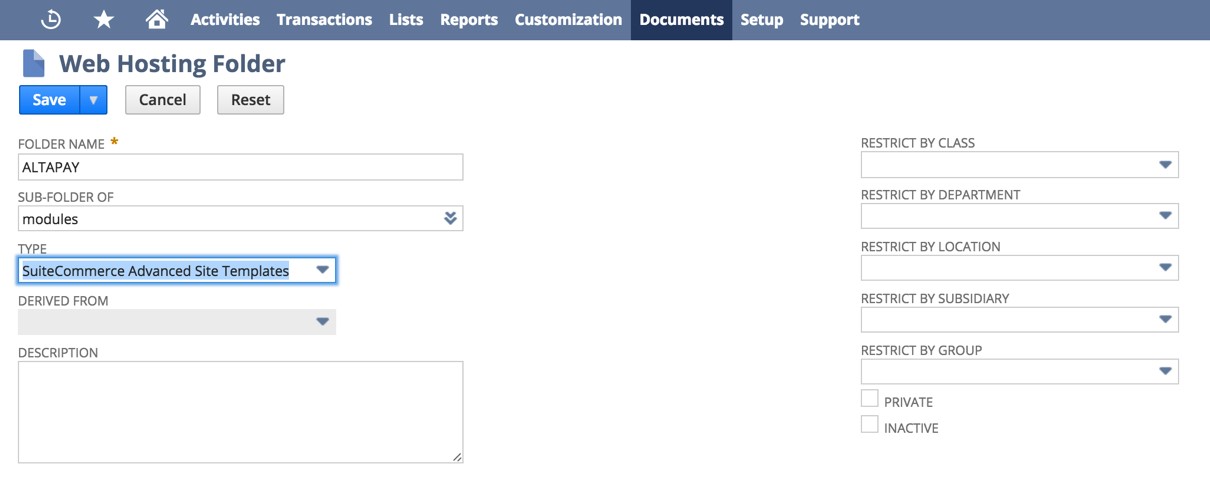 Activities Transactions Lists Reports Customization Documents Setup Support
Web Hosting Folder
Save Cancel Reset
FOLDER NAME *
ALTAPAY
SUB-FOLDER OF
modules
TYPE
SuiteCommerce Advanced Site Templates
DERIVED FROM
DESCRIPTION
RESTRICT BY CLASS
RESTRICT BY DEPARTMENT
RESTRICT BY LOCATION
RESTRICT BY SUBSIDIARY
RESTRICT BY GROUP
PRIVATE
INACTIVE